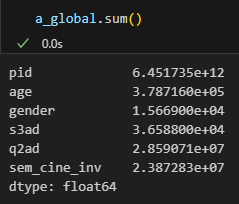 a_global.sum()
✓ 0.0s
pid 6.451735e+12
age 3.787160e+05
gender 1.566900e+04
s3ad 3.658800e+04
q2ad 2.859071e+07
sem_cine_inv 2.387283e+07
dtype: float64